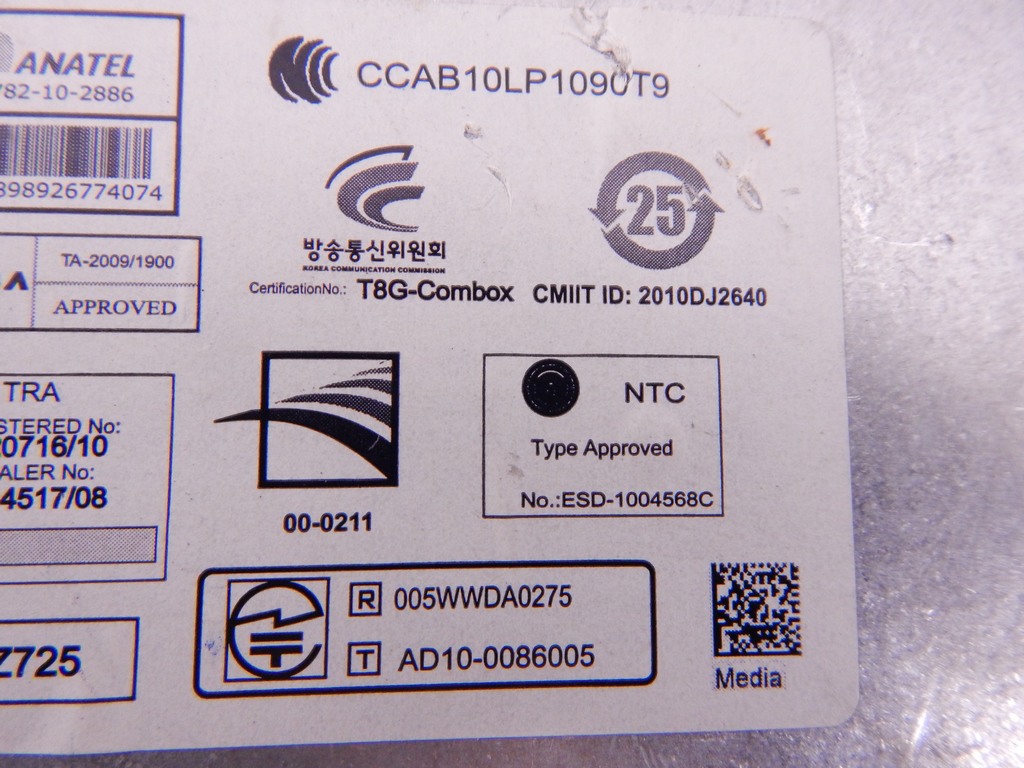 ANATEL
782-10-2886
898926774074
CCAB10LP1090T9
25
방송통신위원회
KOREA COMMUNICATION COMMISSION
CertificationNo.: T8G-Combox
CMIIT ID: 2010DJ2640
A
TA-2009/1900
APPROVED
TRA
STERED No:
20716/10
ALER No:
4517/08
00-0211
NTC
Type Approved
No.:ESD-1004568C
Z725
R 005WWDA0275
T AD10-0086005
Media